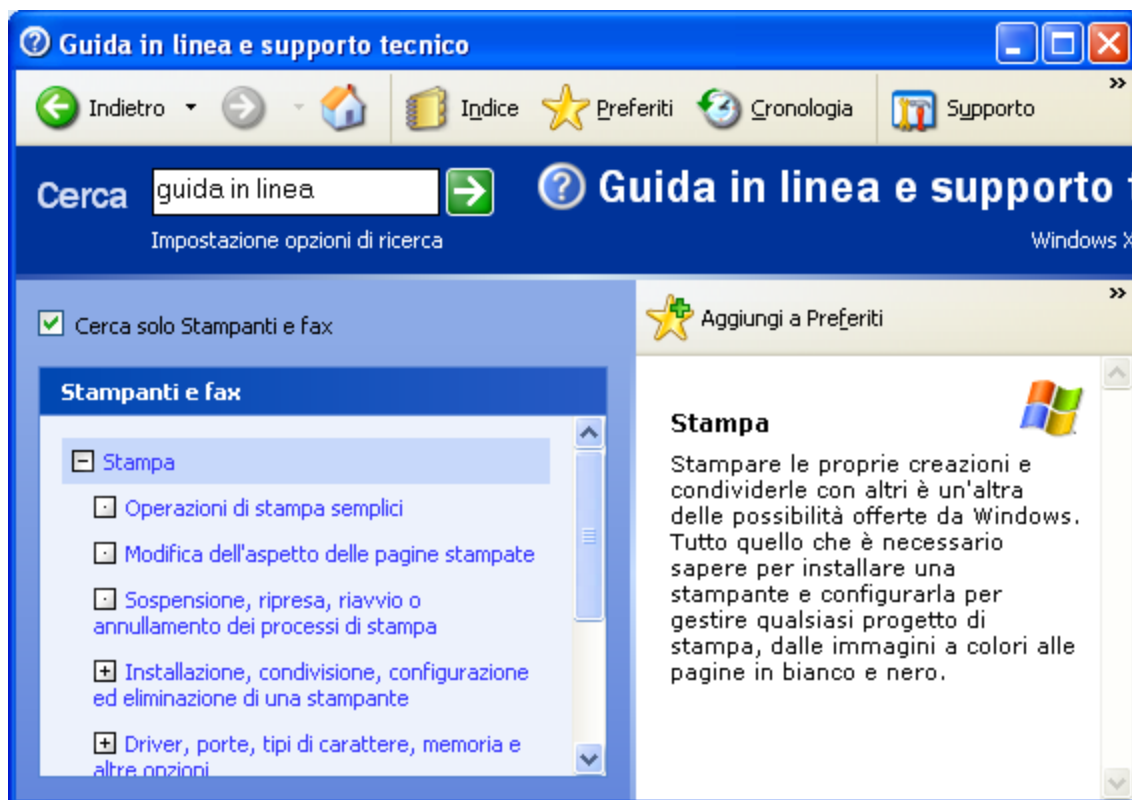 Guida in linea e supporto tecnico
Indietro
Indice
Preferiti
Cronologia
Supporto
Cerca
guida in linea
Guida in linea e supporto
Impostazione opzioni di ricerca
Windows X
Cerca solo Stampanti e fax
Aggiungi a Preferiti
Stampanti e fax
Stampa
Operazioni di stampa semplici
Modifica dell'aspetto delle pagine stampate
Sospensione, ripresa, riavvio o
annullamento dei processi di stampa
Installazione, condivisione, configurazione
ed eliminazione di una stampante
Driver, porte, tipi di carattere, memoria e
altre opzioni
Stampa
Stampare le proprie creazioni e
condividerle con altri è un'altra
delle possibilità offerte da Windows.
Tutto quello che è necessario
sapere per installare una
stampante e configurarla per
gestire qualsiasi progetto di
stampa, dalle immagini a colori alle
pagine in bianco e nero.